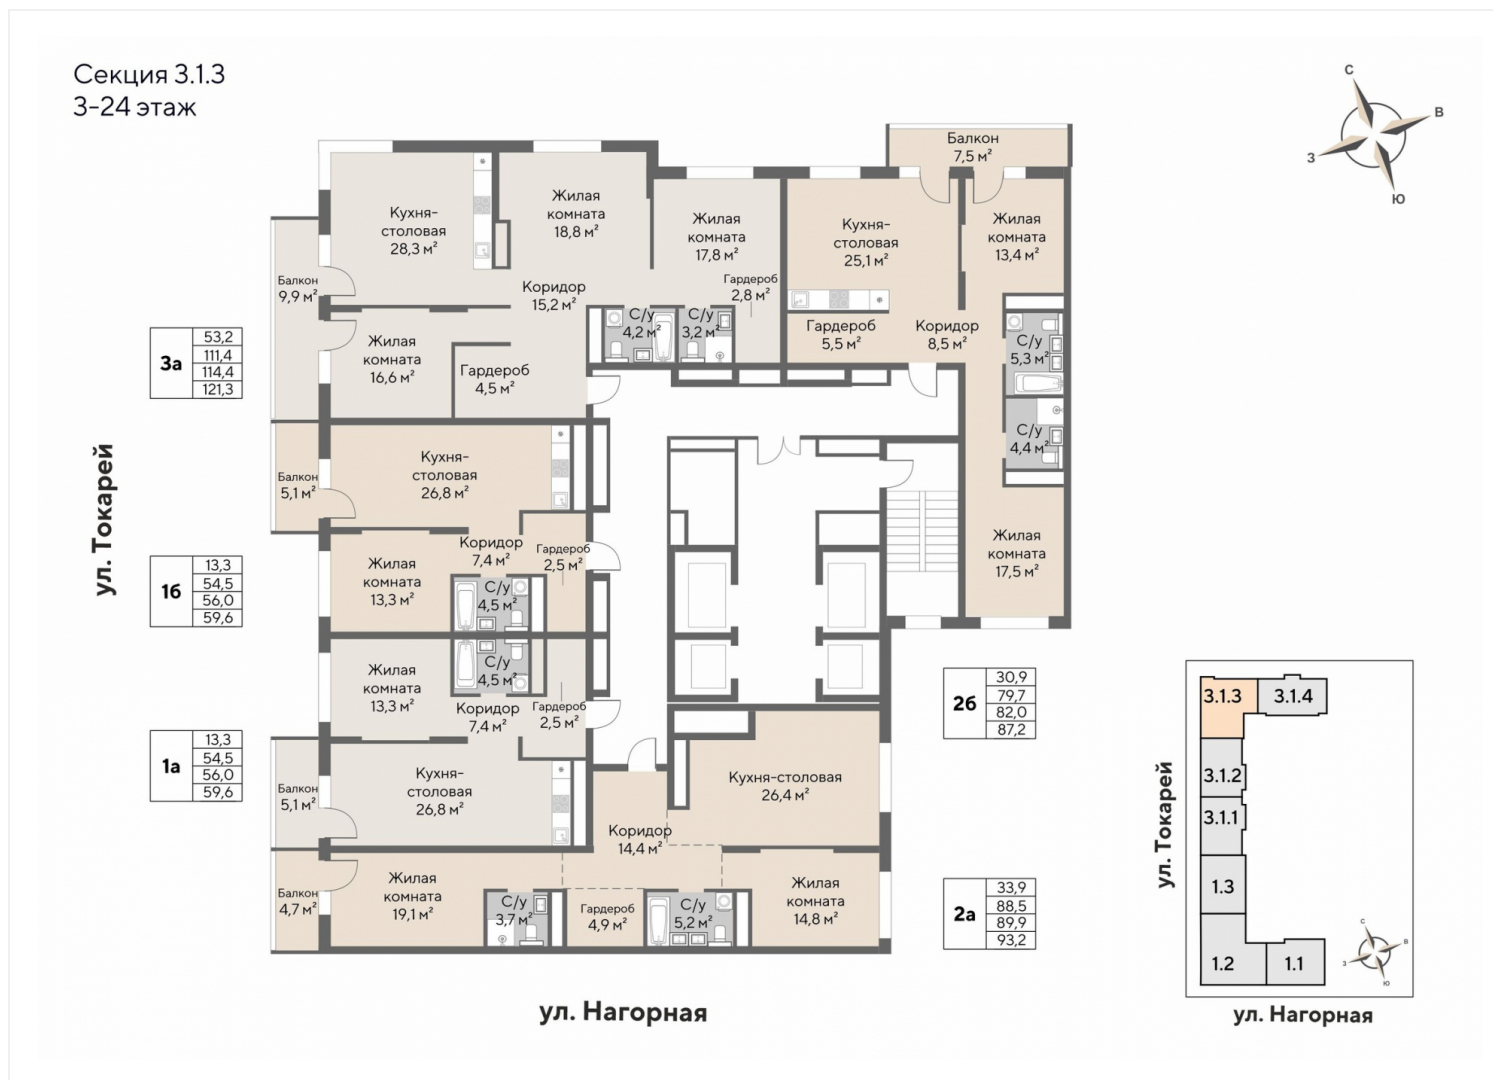 Секция 3.1.3
3-24 этаж
С
В
З
Ю
Балкон
7,5 м²
Кухня-
столовая
28,3 м²
Жилая
комната
18,8 м²
Жилая
комната
17,8 м²
Кухня-
столовая
25,1 м²
Жилая
комната
13,4 м²
Балкон
9,9 м²
Коридор
15,2 м²
Гардероб
2,8 м²
С/у
4,2 м²
С/у
3,2 м²
Гардероб
5,5 м²
Коридор
8,5 м²
С/у
5,3 м²
3а
53,2
111,4
114,4
121,3
Жилая
комната
16,6 м²
Гардероб
4,5 м²
С/у
4,4 м²
ул. Токарей
Балкон
5,1 м²
Кухня-
столовая
26,8 м²
Коридор
7,4 м²
Гардероб
2,5 м²
Жилая
комната
17,5 м²
1б
13,3
54,5
56,0
59,6
Жилая
комната
13,3 м²
С/у
4,5 м²
Жилая
комната
13,3 м²
С/у
4,5 м²
Коридор
7,4 м²
Гардероб
2,5 м²
2б
30,9
79,7
82,0
87,2
1а
13,3
54,5
56,0
59,6
Балкон
5,1 м²
Кухня-
столовая
26,8 м²
Кухня-столовая
26,4 м²
Коридор
14,4 м²
Балкон
4,7 м²
Жилая
комната
19,1 м²
С/у
3,7 м²
Гардероб
4,9 м²
С/у
5,2 м²
Жилая
комната
14,8 м²
2а
33,9
88,5
89,9
93,2
ул. Нагорная
3.1.3
3.1.4
3.1.2
3.1.1
1.3
1.2
1.1
С
В
З
Ю
ул. Токарей
ул. Нагорная